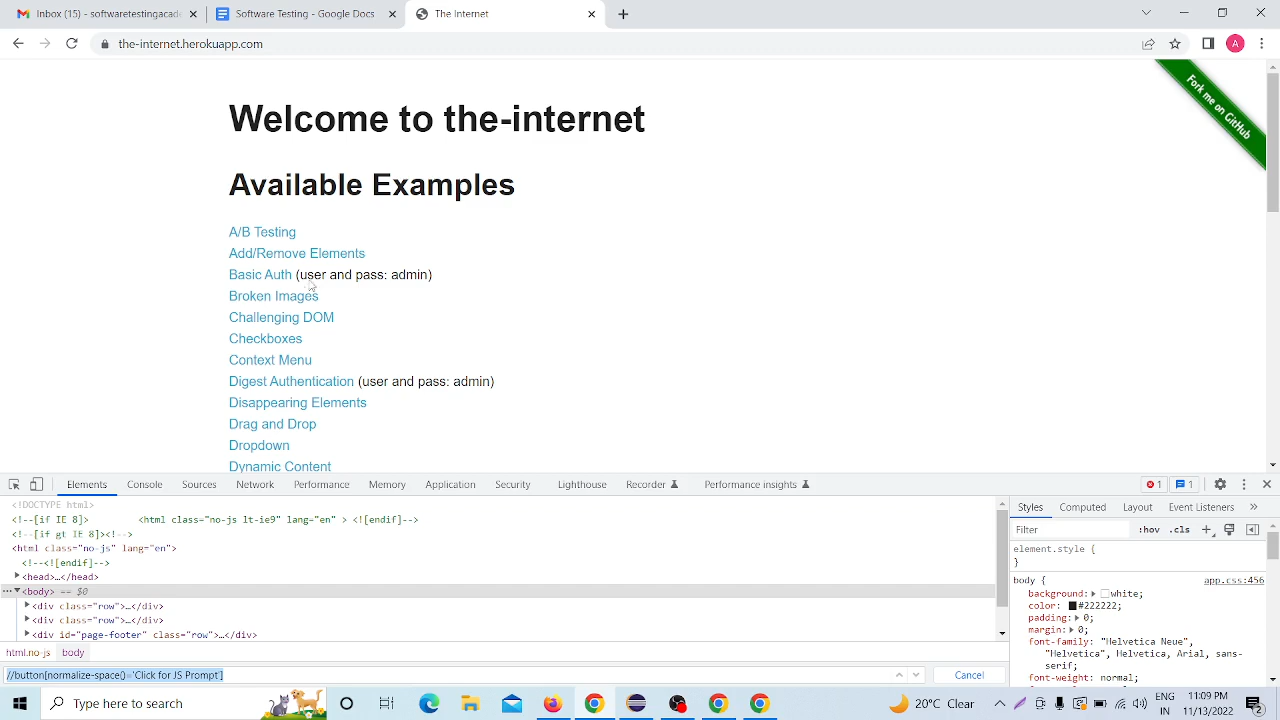 Inbox (15) - softwaretestingacade
Software Testing - Google Docs
The Internet
the-internet.herokuapp.com
A
Fork me on GitHub
Welcome to the-internet
Available Examples
A/B Testing
Add/Remove Elements
Basic Auth (user and pass: admin)
Broken Images
Challenging DOM
Checkboxes
Context Menu
Digest Authentication (user and pass: admin)
Disappearing Elements
Drag and Drop
Dropdown
Dynamic Content
Elements Console Sources Network Performance Memory Application Security Lighthouse Recorder Performance insights 1 1
<!DOCTYPE html>
<!--[if IE 8]> <html class="no-js lt-ie9" lang="en" > <![endif]-->
<!--[if gt IE 8]><!-->
<html class="no-js" lang="en">
<!--<![endif]-->
<head>…</head>
<body> == $0
<div class="row">…</div>
<div class="row">…</div>
<div id="page-footer" class="row">…</div>
html.no-js body
//button[normalize-space()='Click for JS Prompt']
Cancel
Styles Computed Layout Event Listeners »
Filter :hov .cls +
element.style {
}
body { app.css:456
background: white;
color: #222222;
padding: 0;
margin: 0;
font-family: "Helvetica Neue",
"Helvetica", Helvetica, Arial, sans-
serif;
font-weight: normal;
Type here to search
20°C Clear
ENG
IN
11:09 PM
11/13/2022
2